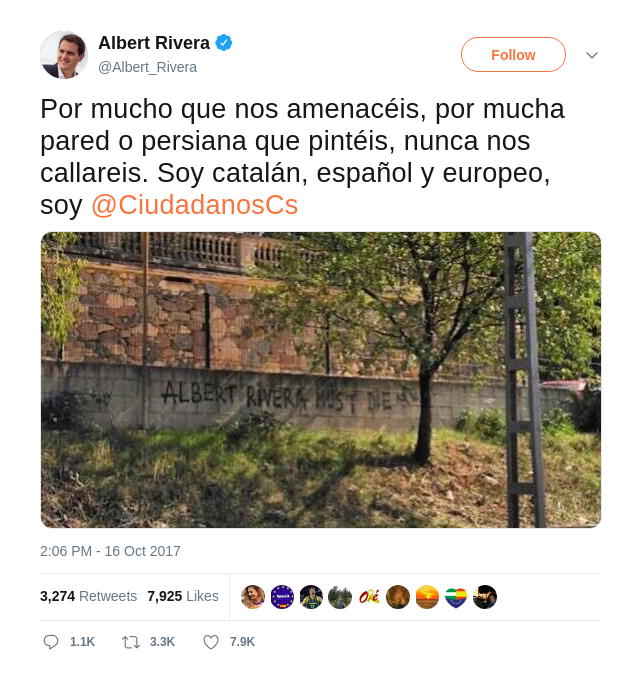 Albert Rivera
@Albert_Rivera
Follow
Por mucho que nos amenacéis, por mucha
pared o persiana que pintéis, nunca nos
callareis. Soy catalán, español y europeo,
soy @CiudadanosCs
ALBERT RIVERA MUST DIE
2:06 PM - 16 Oct 2017
3,274 Retweets 7,925 Likes
1.1K 3.3K 7.9K